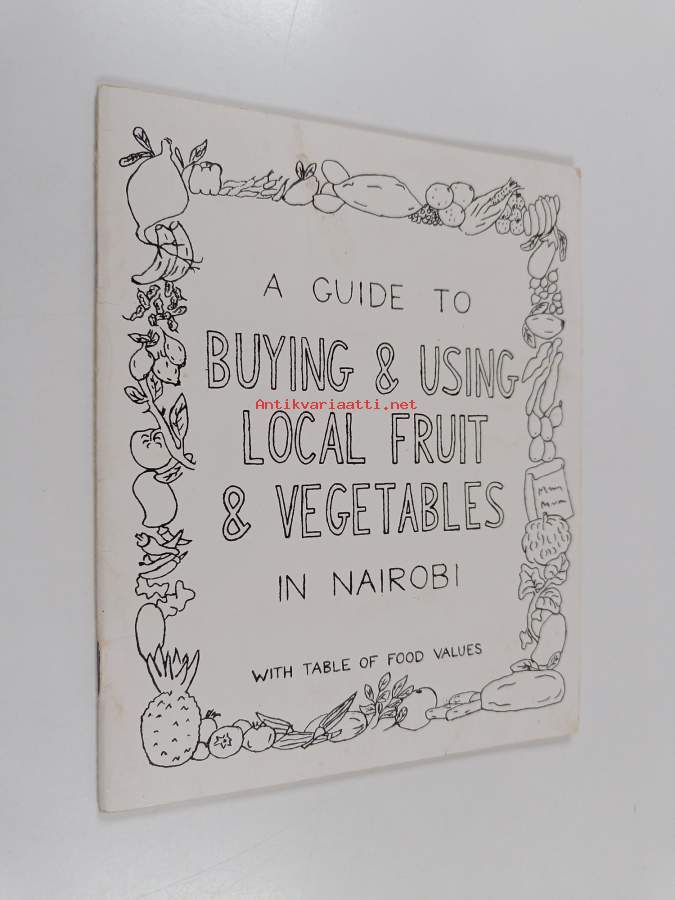 A GUIDE TO
BUYING & USING
Antikvariaatti.net
LOCAL FRUIT
& VEGETABLES
IN NAIROBI
WITH TABLE OF FOOD VALUES